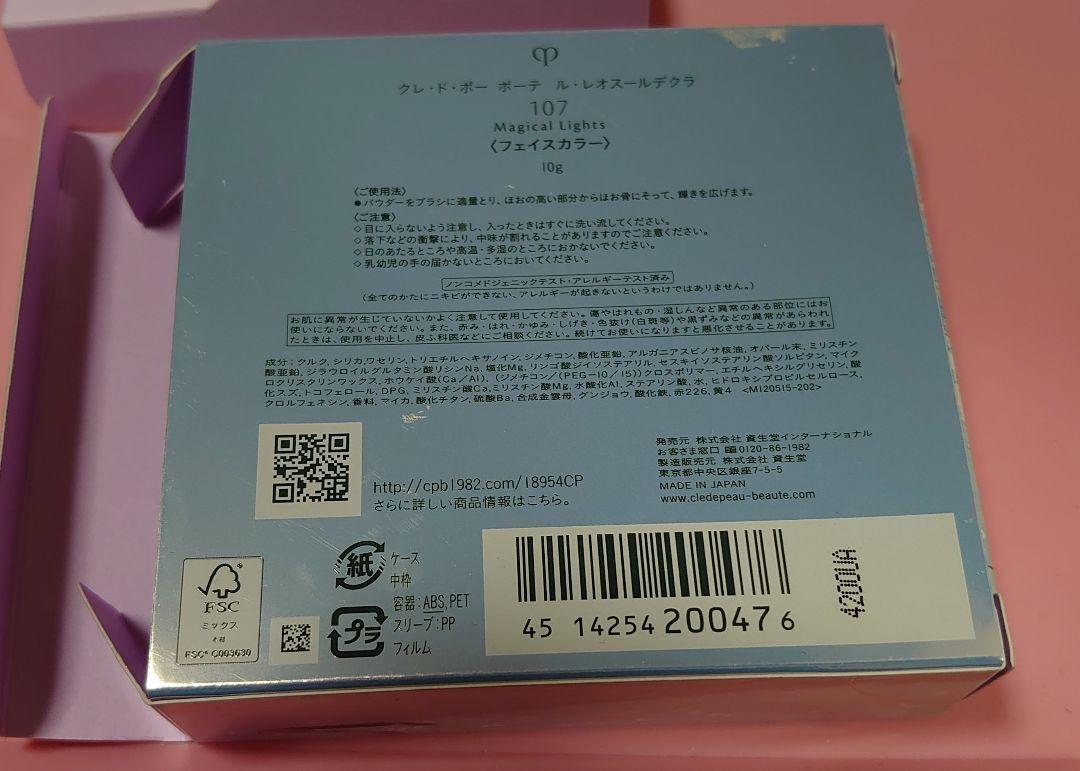 クレ・ド・ポー ボーテ ル・レオスールデクラ
107
Magical Lights
〈フェイスカラー〉
10g
〈ご使用法〉
●パウダーをブラシに適量とり、ほおの高い部分からほお骨にそって、輝きを広げます。
〈ご注意〉
◇目に入らないよう注意し、入ったときはすぐに洗い流してください。
◇落下などの衝撃により、中味が割れることがありますのでご注意ください。
◇日のあたるところや高温・多湿のところにおかないでください。
◇乳幼児の手の届かないところにおいてください。
ノンコメドジェニックテスト・アレルギーテスト済み
(全てのかたにニキビができない、アレルギーが起きないというわけではありません。)
お肌に異常が生じていないかよく注意して使用してください。傷やはれもの・湿しんなど異常のある部位にはお
使いにならないでください。また、赤み・はれ・かゆみ・しげき・色抜け(白斑等)や黒ずみなどの異常があらわれ
たときは、使用を中止し、皮ふ科医などにご相談ください。続けてお使いになりますと悪化することがあります。
成分：タルク、シリカ、ワセリン、トリエチルヘキサノイン、ジメチコン、酸化亜鉛、アルガニアスピノサ核油、オパール末、ミリスチン
酸亜鉛、ジラウロイルグルタミン酸リシンNa、塩化Mg、リンゴ酸ジイソステアリル、セスキイソステアリン酸ソルビタン、マイク
ロクリスタリンワックス、ホウケイ酸(Ca/Al)、(ジメチコン/(PEG-10/15))クロスポリマー、エチルヘキシルグリセリン、酸
化スズ、トコフェロール、DPG、ミリスチン酸Ca、ミリスチン酸Mg、水酸化Al、ステアリン酸、水、ヒドロキシプロピルセルロース、
クロルフェネシン、香料、マイカ、酸化チタン、硫酸Ba、合成金雲母、グンジョウ、酸化鉄、赤226、黄4 <MI20515-202>
http://cpb1982.com/18954CP
さらに詳しい商品情報はこちら。
発売元 株式会社 資生堂インターナショナル
お客さま窓口 0120-86-1982
製造販売元 株式会社 資生堂
東京都中央区銀座7-5-5
MADE IN JAPAN
www.cledepeau-beaute.com
FSC
ミックス
FSC® C003630
紙
ケース
中枠
プラ
容器：ABS, PET
スリーブ：PP
フィルム
45 14254 200476
4200UA